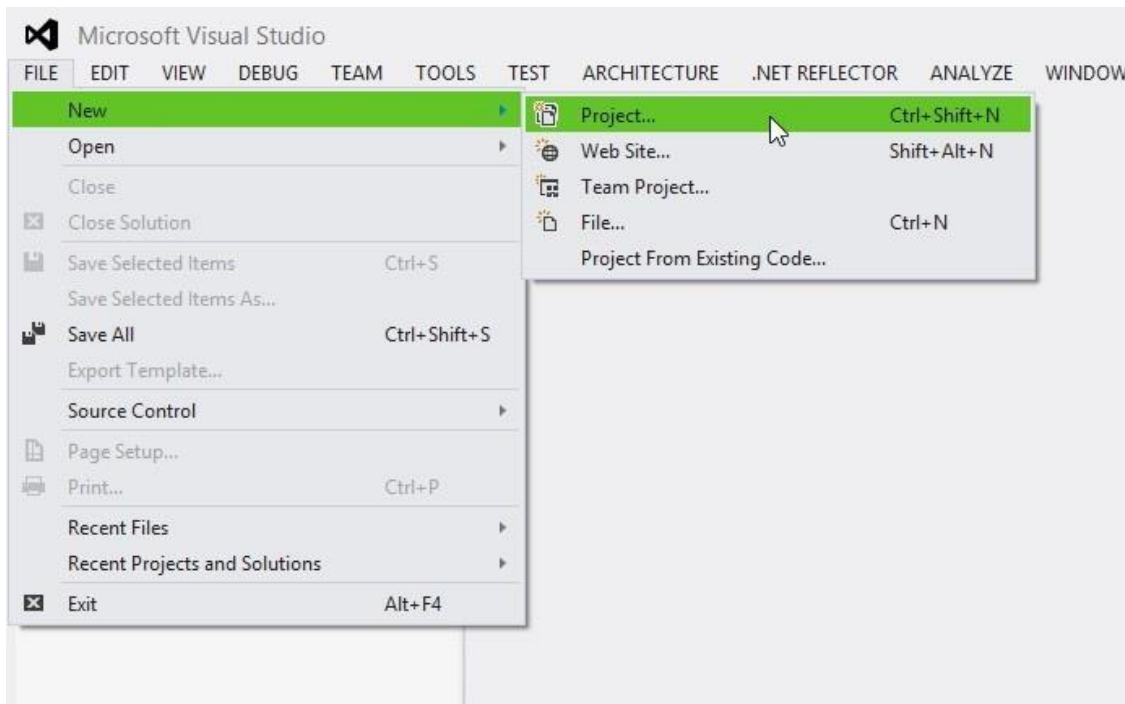 Microsoft Visual Studio
FILE EDIT VIEW DEBUG TEAM TOOLS TEST ARCHITECTURE .NET REFLECTOR ANALYZE WINDOW
New
Open
Close
Close Solution
Save Selected Items Ctrl+S
Save Selected Items As...
Save All Ctrl+Shift+S
Export Template...
Source Control
Page Setup...
Print... Ctrl+P
Recent Files
Recent Projects and Solutions
Exit Alt+F4
Project... Ctrl+Shift+N
Web Site... Shift+Alt+N
Team Project...
File... Ctrl+N
Project From Existing Code...